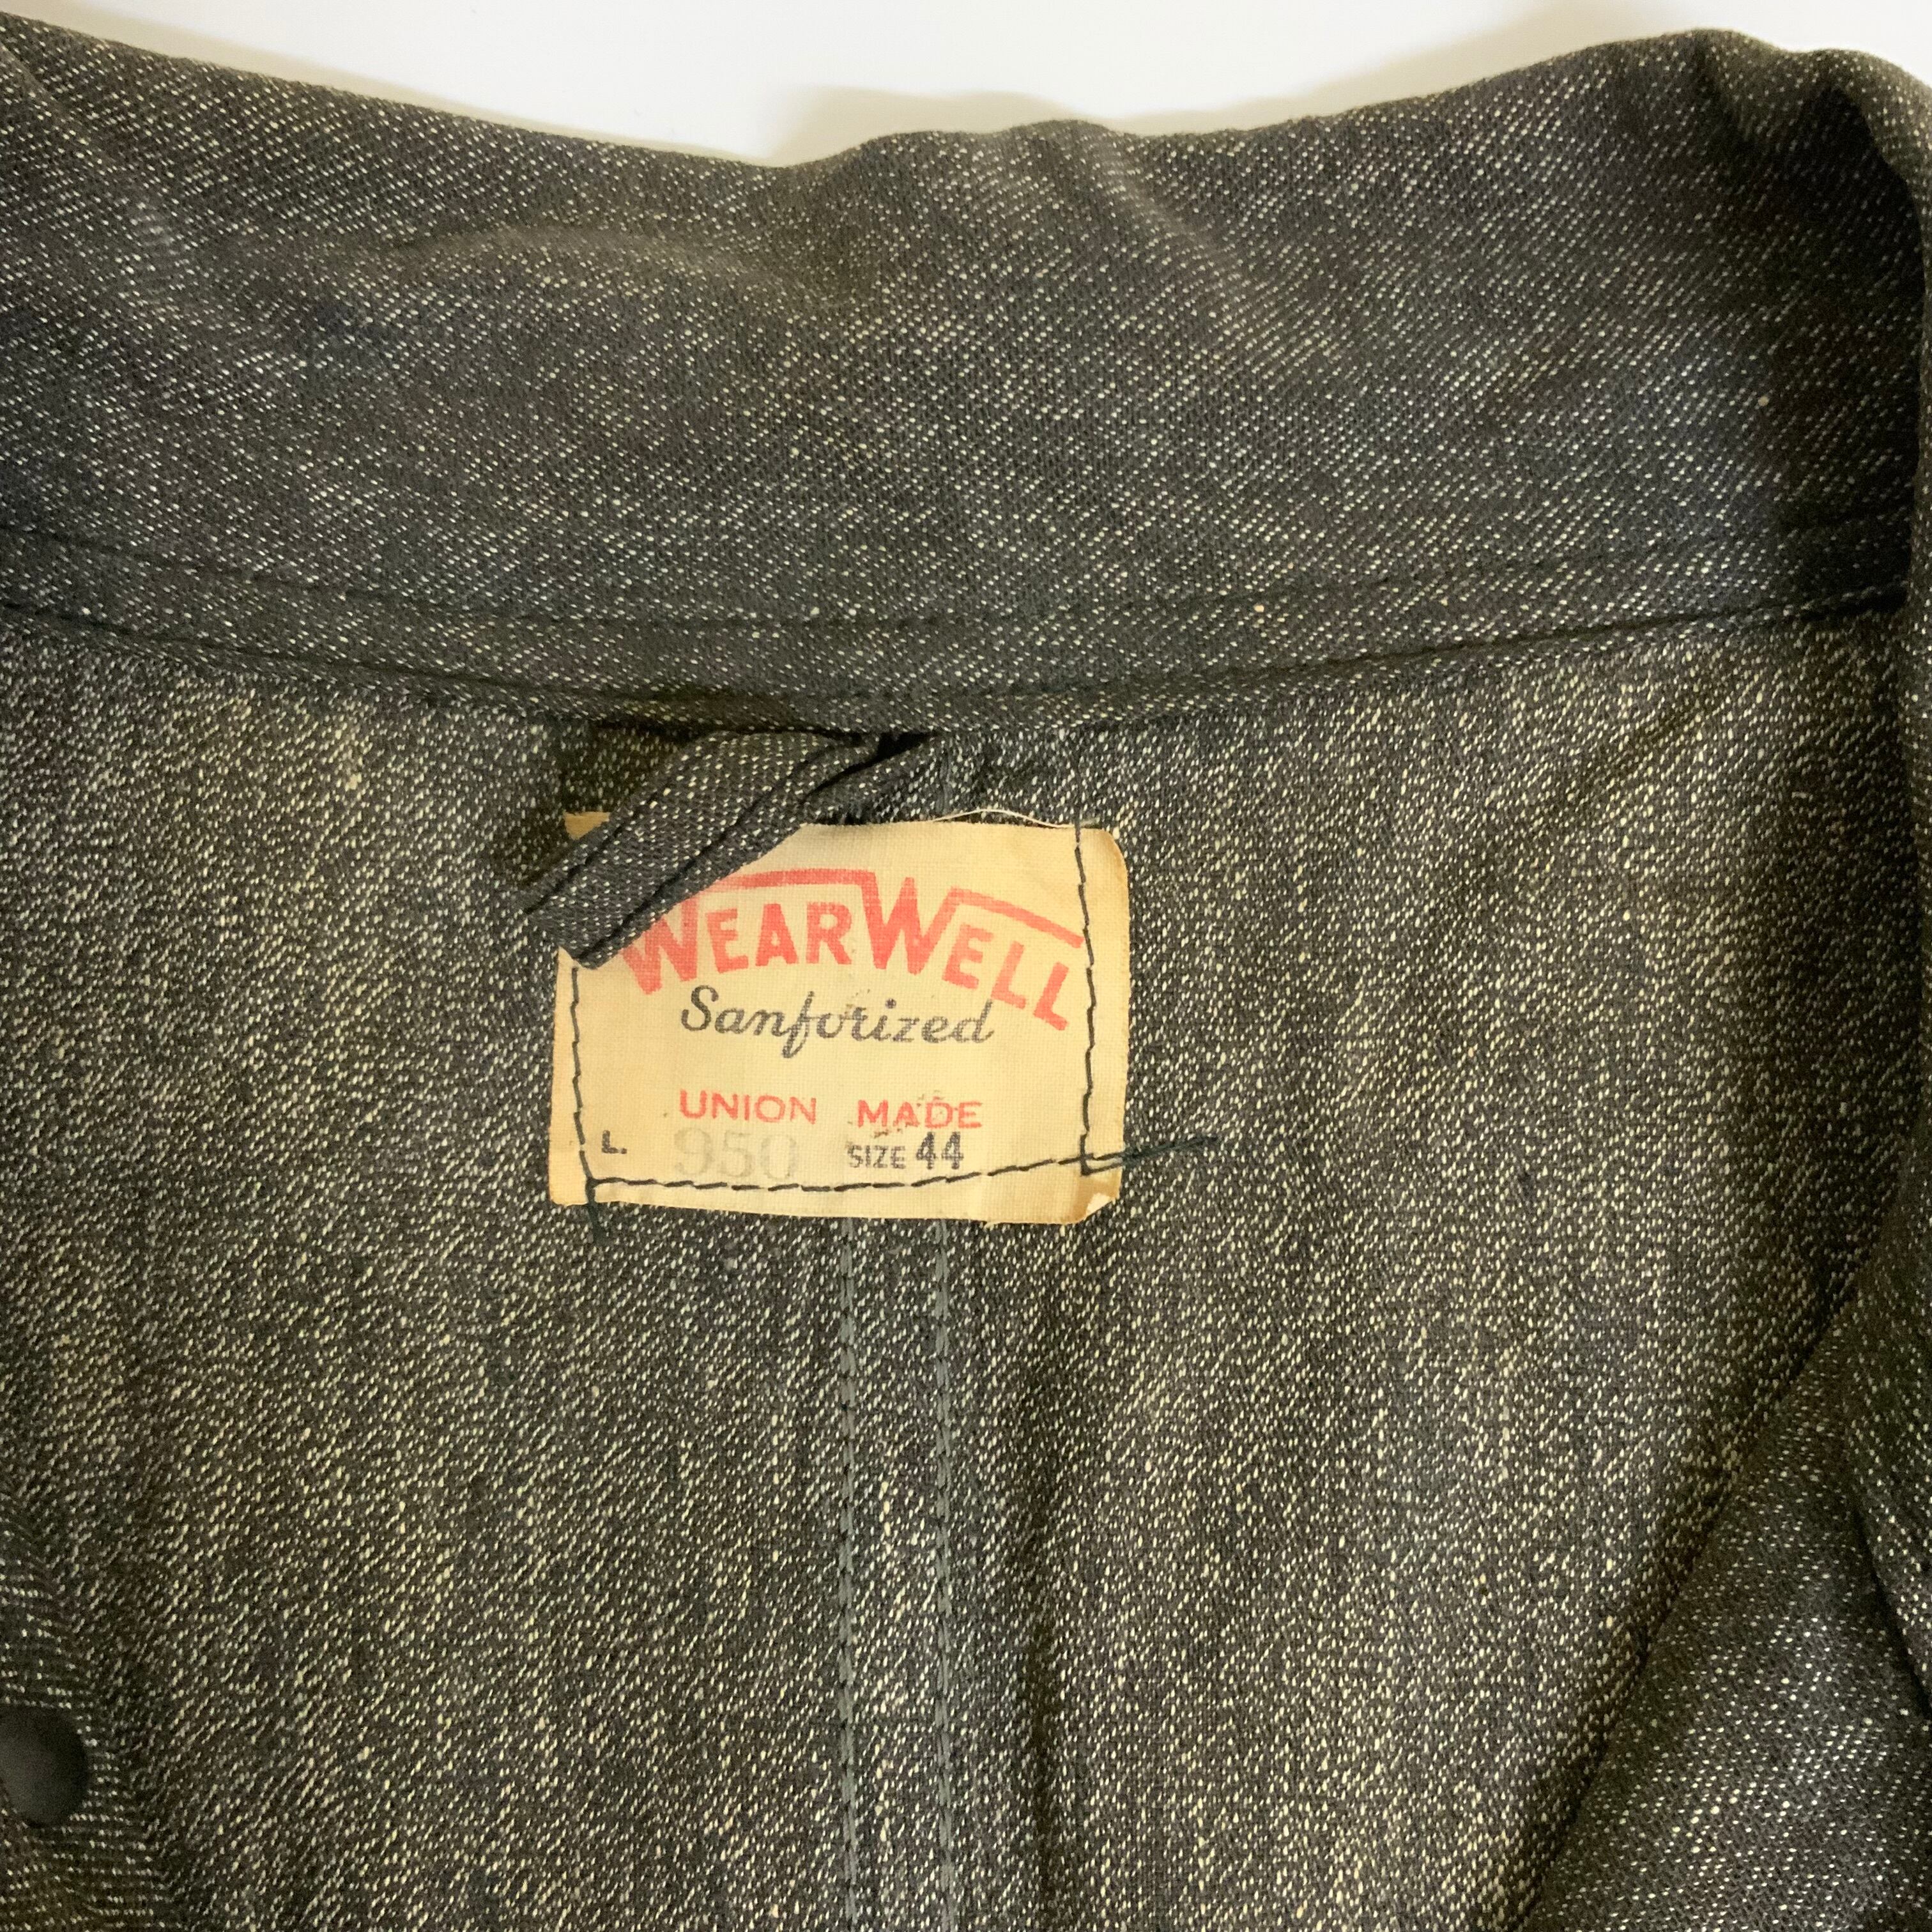 WEARWELL
Sanforized
UNION MADE
L. 950 SIZE 44